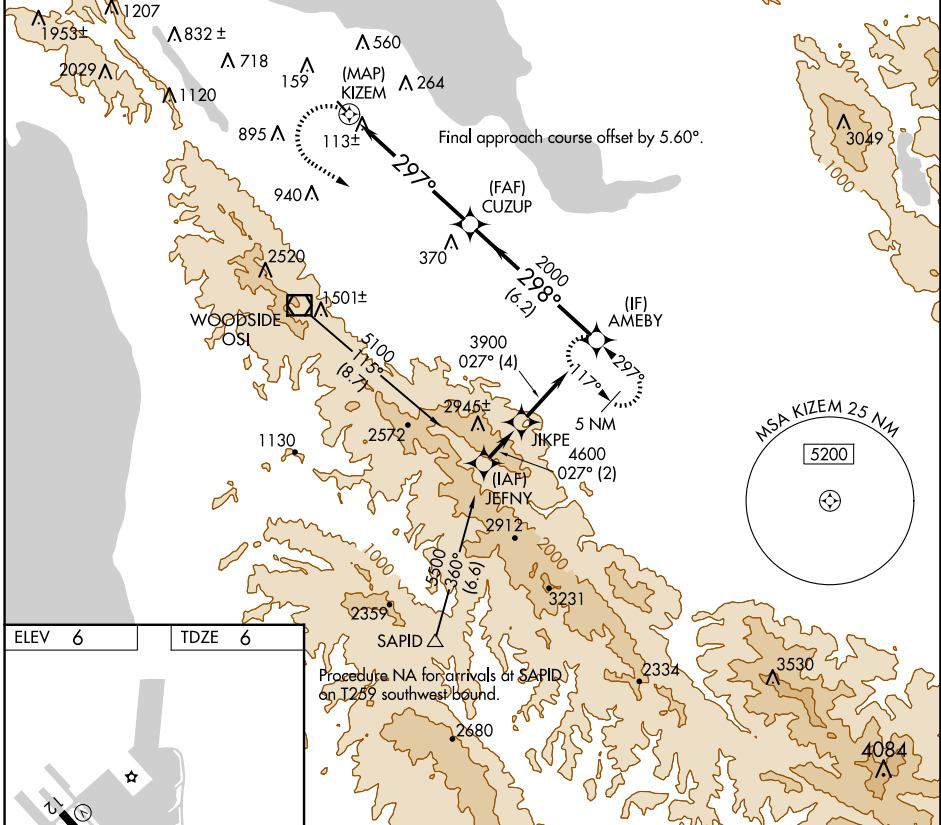 1207
1953±
832 ±
560
718
159
2029
264
(MAP)
KIZEM
1120
3049
895
113±
Final approach course offset by 5.60°.
1000
297°
(FAF)
CUZUP
940
370
2520
2000
298°
(6.2)
(IF)
AMEBY
1501±
WOODSIDE
OSI
5100
115°
(8.7)
3900
027° (4)
297°
117°
5 NM
2945±
MSA KIZEM 25 NM
5200
2572
JIKPE
1130
4600
027° (2)
(IAF)
JEFNY
2912
1000
2000
5500
360°
(6.6)
3231
2359
ELEV 6
TDZE 6
SAPID
3530
Procedure NA for arrivals at SAPID
on T259 southwest bound.
2334
2680
4084
12
V